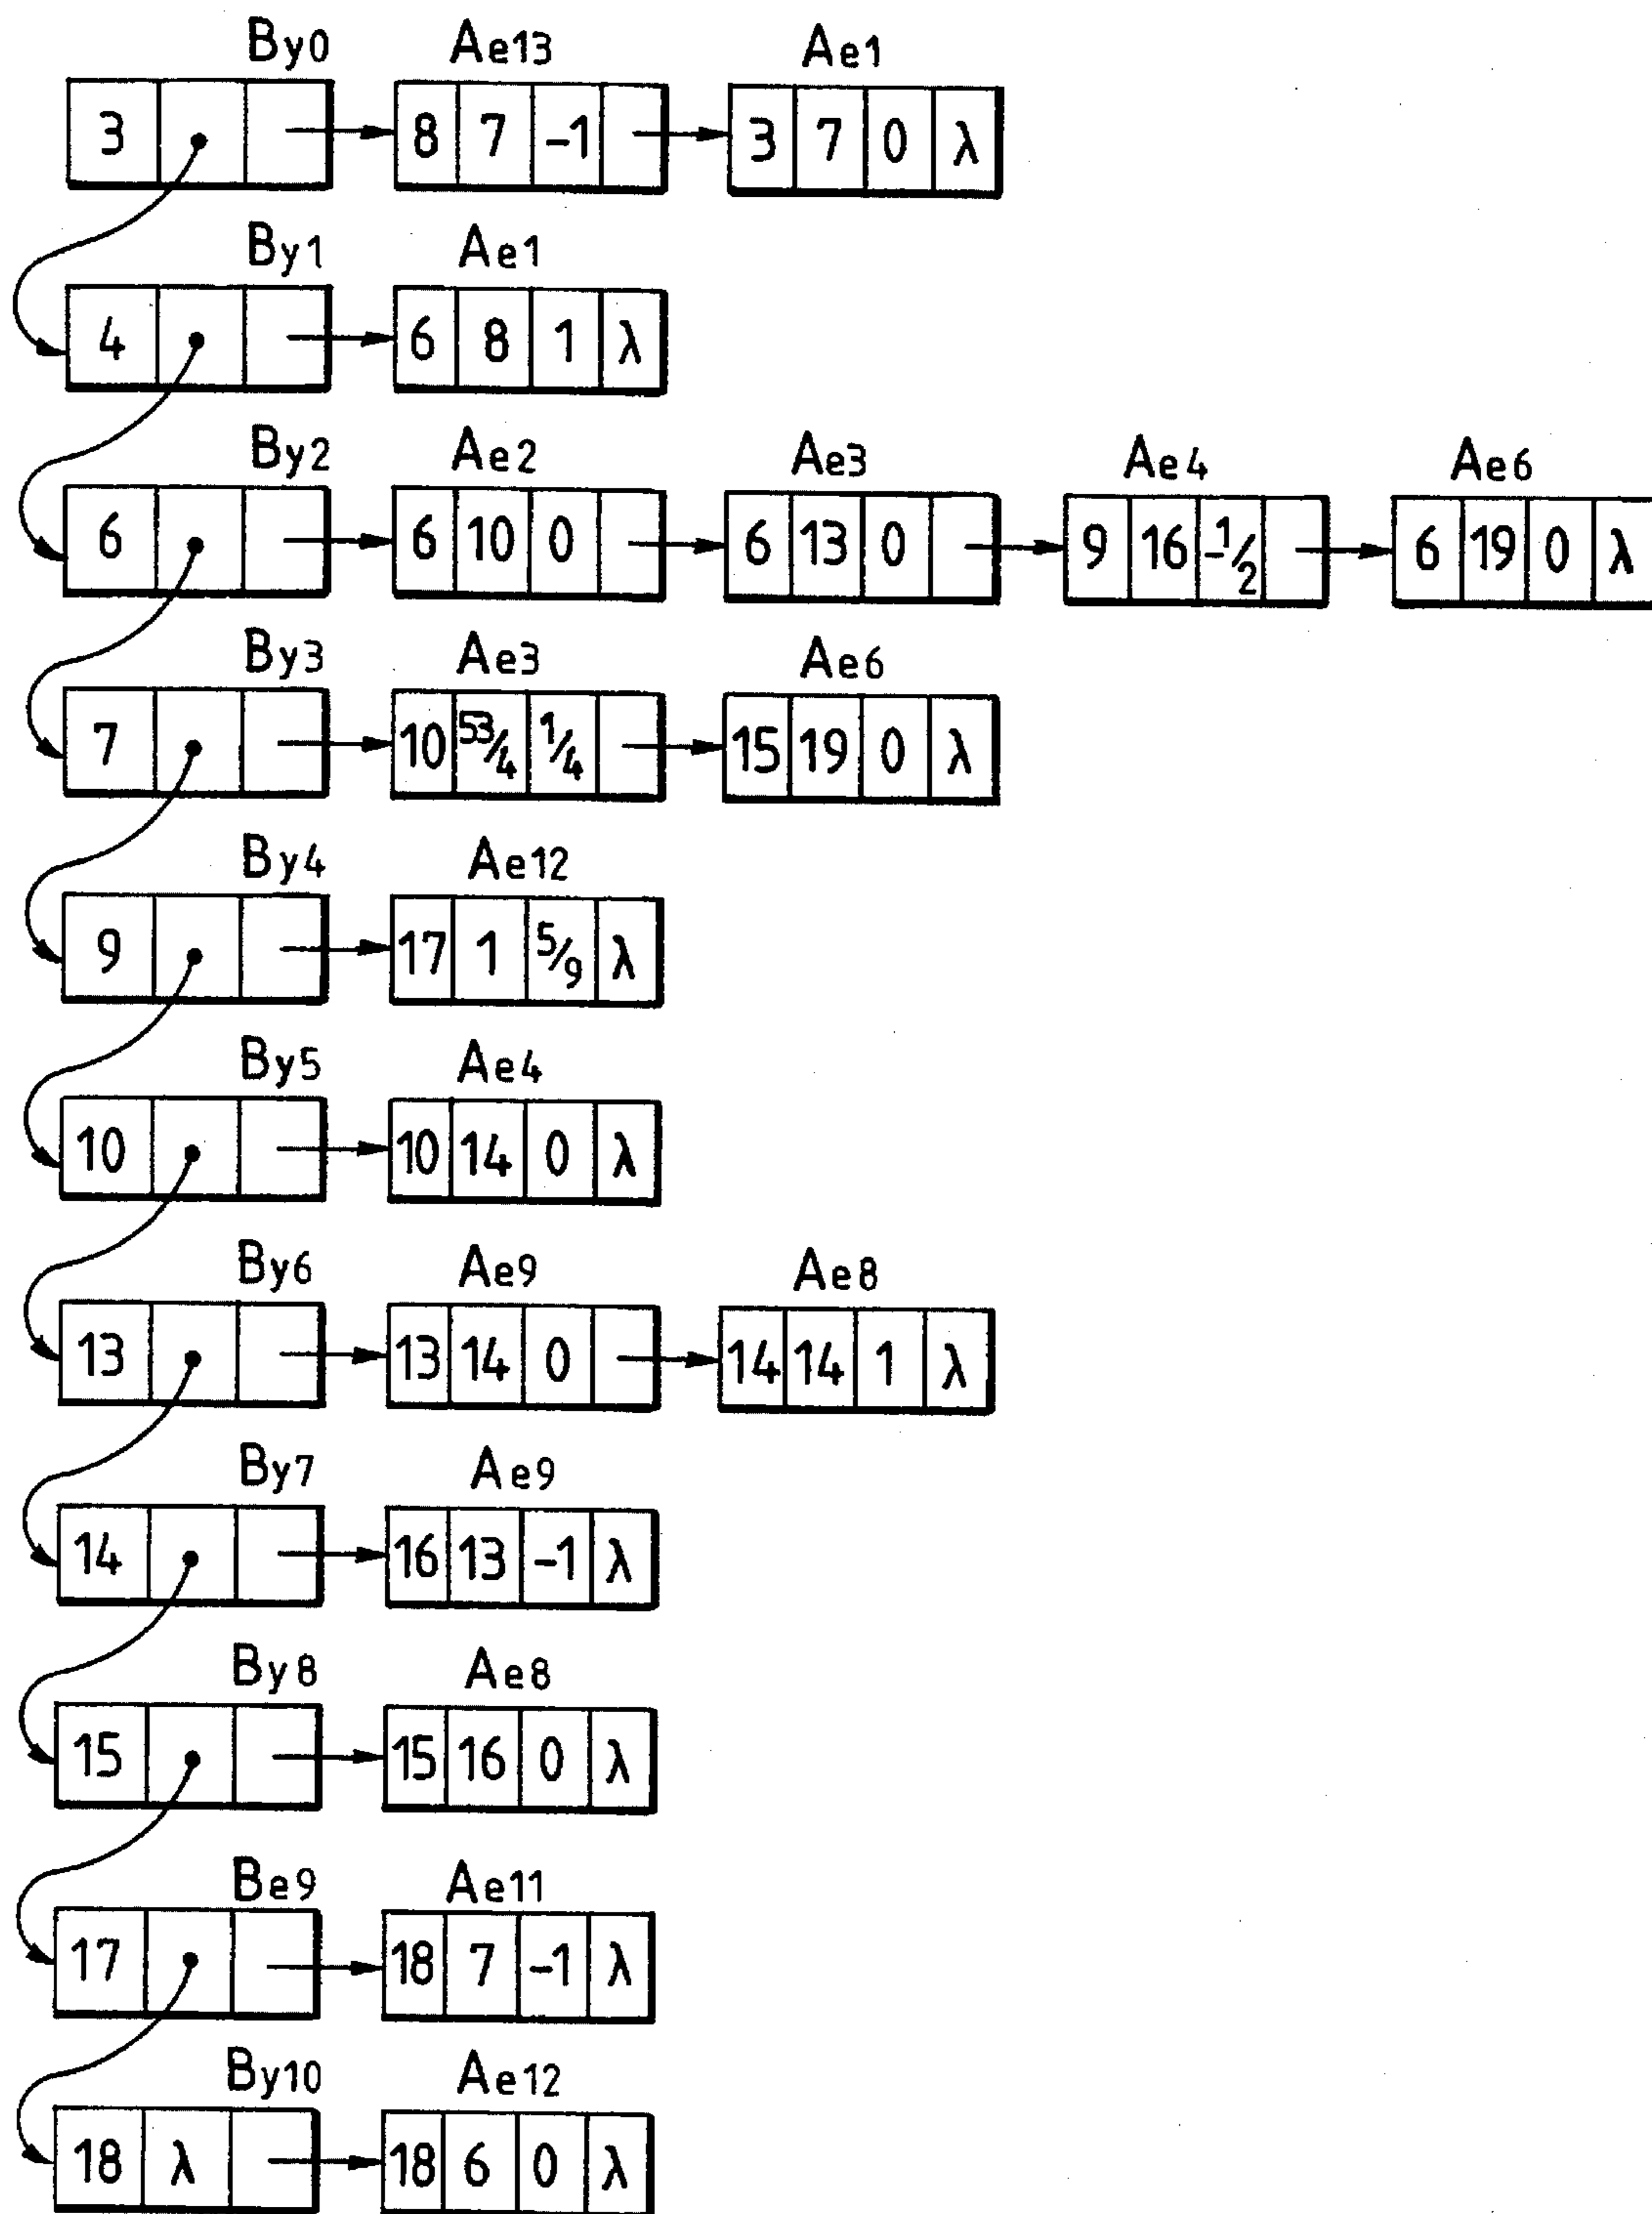 By0 Ae13 Ae1
3 8 7 -1 3 7 0 λ
By1 Ae1
4 6 8 1 λ
By2 Ae2 Ae3 Ae4 Ae6
6 6 10 0 6 13 0 9 16 -1/2 6 19 0 λ
By3 Ae3 Ae6
7 10 53/4 1/4 15 19 0 λ
By4 Ae12
9 17 1 5/9 λ
By5 Ae4
10 10 14 0 λ
By6 Ae9 Ae8
13 13 14 0 14 14 1 λ
By7 Ae9
14 16 13 -1 λ
By8 Ae8
15 15 16 0 λ
Be9 Ae11
17 18 7 -1 λ
By10 Ae12
18 λ 18 6 0 λ